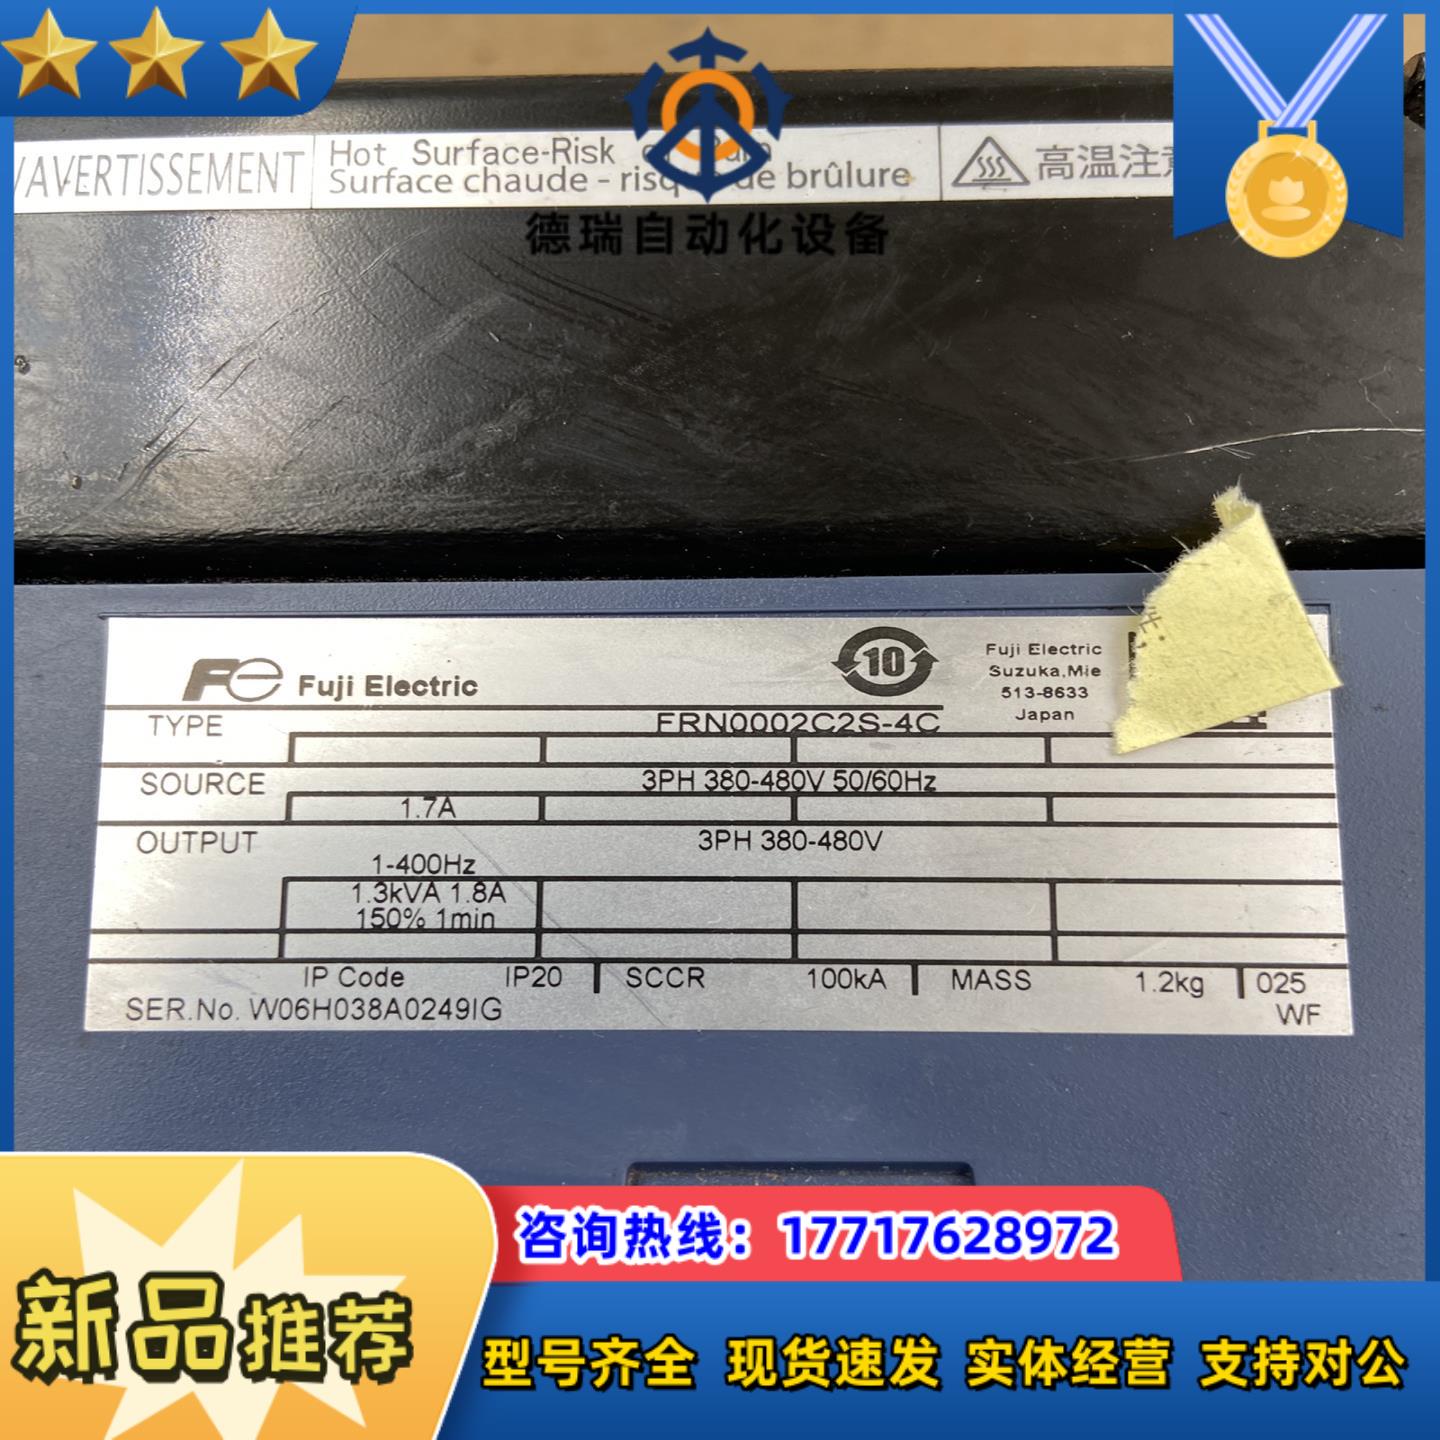 /AVERTISSEMENT
Hot Surface-Risk
Surface chaude - risque de brûlure
高温注意
德瑞自动化设备
Fe Fuji Electric
10
Fuji Electric
Suzuka,Mie
513-8633
Japan
TYPE FRN0002C2S-4C
SOURCE 3PH 380-480V 50/60Hz
1.7A
OUTPUT 3PH 380-480V
1-400Hz
1.3kVA 1.8A
150% 1min
IP Code IP20 SCCR 100kA MASS 1.2kg 025
SER.No. W06H038A0249IG WF
咨询热线：17717628972
新品推荐
型号齐全 现货速发 实体经营 支持对公